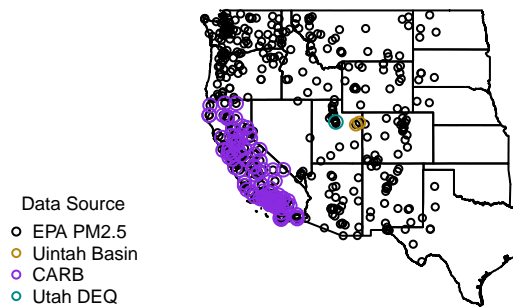 Data Source
EPA PM2.5
Uintah Basin
CARB
Utah DEQ